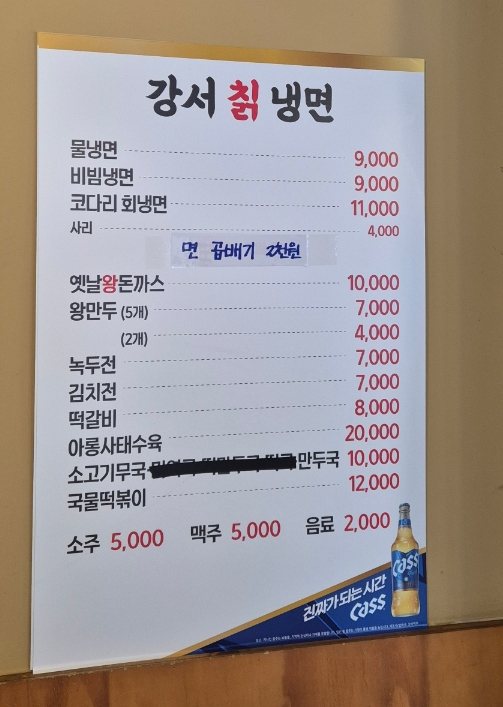 강서 칡 냉면
물냉면 9,000
비빔냉면 9,000
코다리 회냉면 11,000
사리 4,000
면 곱배기 2천원
옛날왕돈까스 10,000
왕만두 (5개) 7,000
(2개) 4,000
녹두전 7,000
김치전 7,000
떡갈비 8,000
아롱사태수육 20,000
소고기무국 만두국 10,000
국물떡볶이 12,000
소주 5,000 맥주 5,000 음료 2,000
진짜가 되는 시간
Cass
Cass